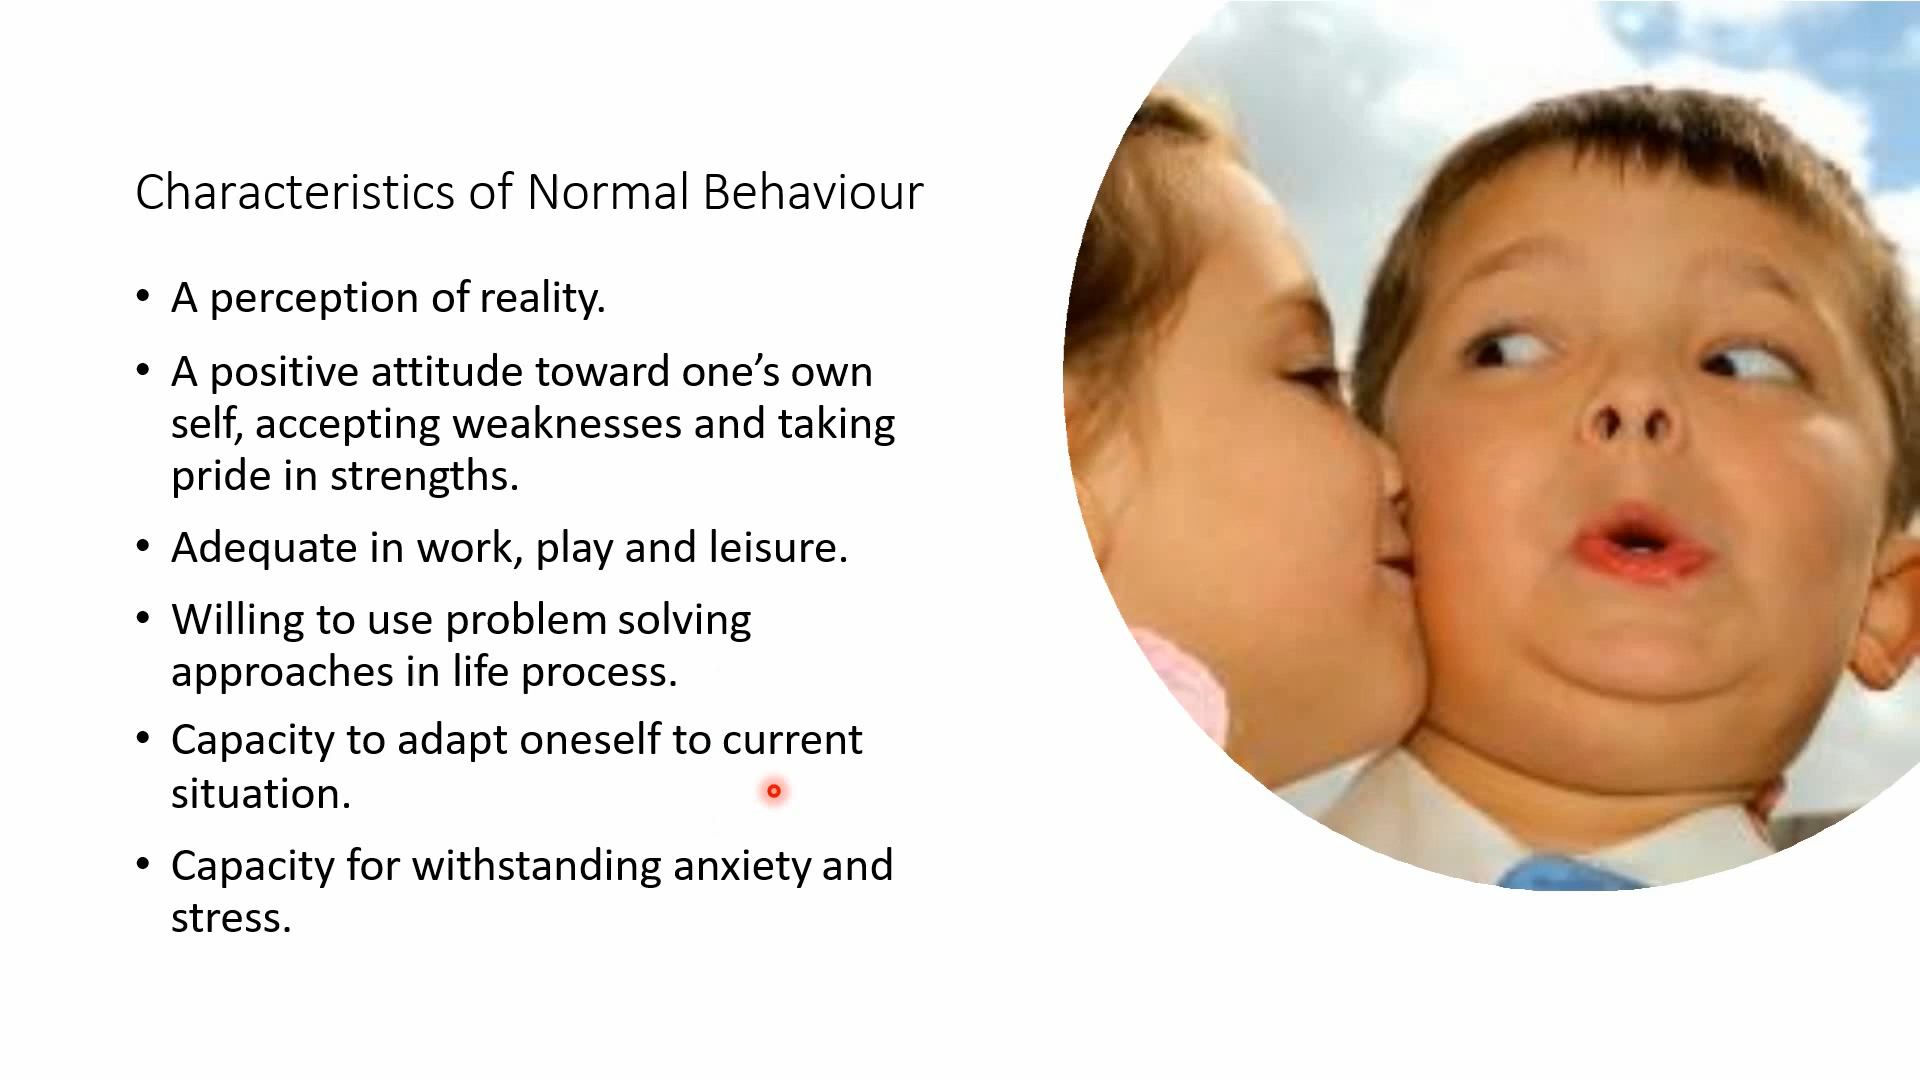 Characteristics of Normal Behaviour
• A perception of reality.
• A positive attitude toward one’s own
self, accepting weaknesses and taking
pride in strengths.
• Adequate in work, play and leisure.
• Willing to use problem solving
approaches in life process.
• Capacity to adapt oneself to current
situation.
• Capacity for withstanding anxiety and
stress.